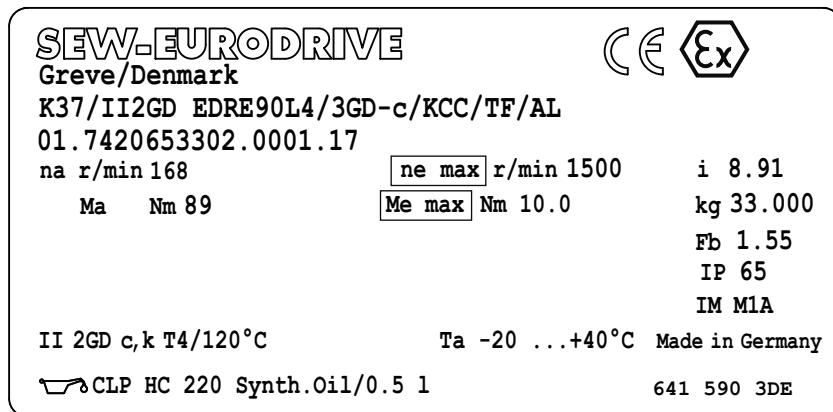 SEW-EURODRIVE CE Ex
Greve/Denmark
K37/II2GD EDRE90L4/3GD-c/KCC/TF/AL
01.7420653302.0001.17
na r/min 168 ne max r/min 1500 i 8.91
Ma Nm 89 Me max Nm 10.0 kg 33.000
Fb 1.55
IP 65
IM M1A
II 2GD c,k T4/120°C Ta -20 ...+40°C Made in Germany
CLP HC 220 Synth.Oil/0.5 l 641 590 3DE